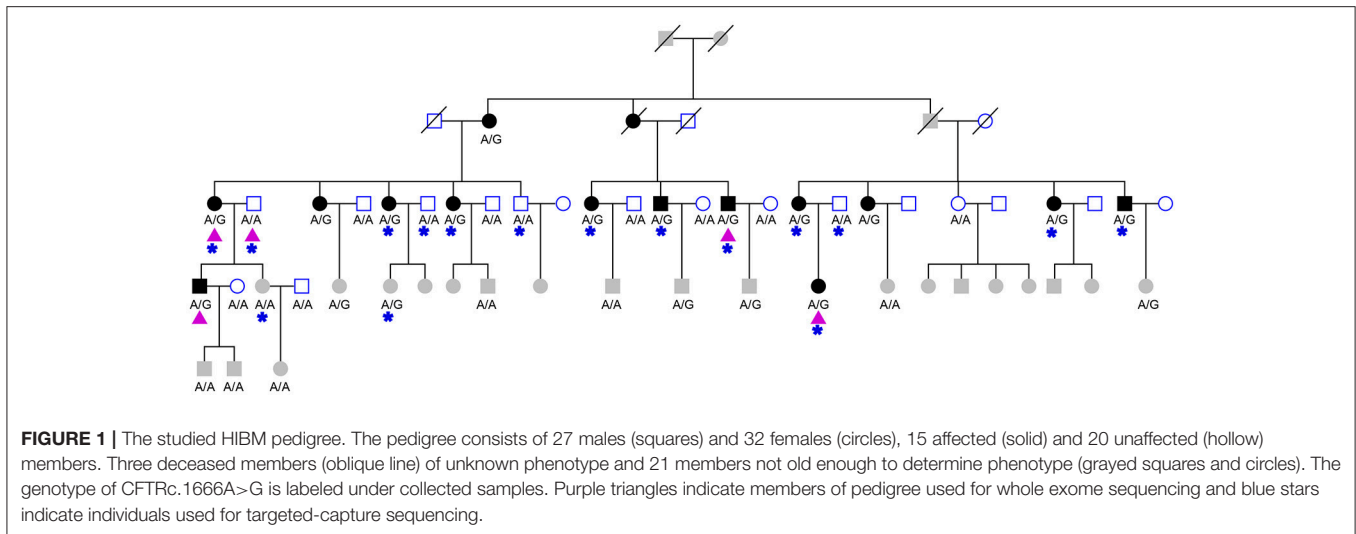 A/G
A/G A/A A/G A/A A/G A/A A/G A/A A/A A/G A/A A/G A/A A/G A/A A/G A/A A/G A/A A/G A/G
A/G A/A A/A A/A A/G A/G A/A A/A A/G A/G A/G A/A A/G
A/A A/A A/A
FIGURE 1 | The studied HIBM pedigree. The pedigree consists of 27 males (squares) and 32 females (circles), 15 affected (solid) and 20 unaffected (hollow)
members. Three deceased members (oblique line) of unknown phenotype and 21 members not old enough to determine phenotype (grayed squares and circles). The
genotype of CFTRc.1666A>G is labeled under collected samples. Purple triangles indicate members of pedigree used for whole exome sequencing and blue stars
indicate individuals used for targeted-capture sequencing.